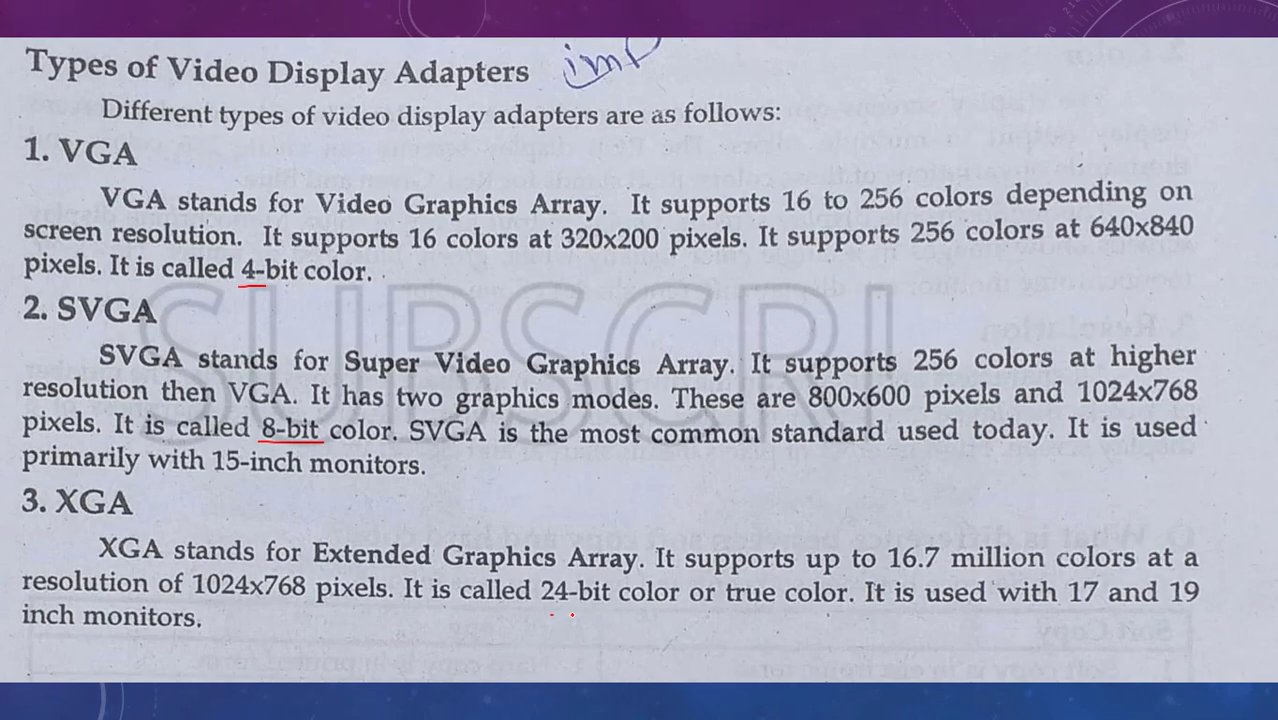 Types of Video Display Adapters imp
Different types of video display adapters are as follows:
1. VGA
VGA stands for Video Graphics Array. It supports 16 to 256 colors depending on
screen resolution. It supports 16 colors at 320x200 pixels. It supports 256 colors at 640x840
pixels. It is called 4-bit color.
2. SVGA
SVGA stands for Super Video Graphics Array. It supports 256 colors at higher
resolution then VGA. It has two graphics modes. These are 800x600 pixels and 1024x768
pixels. It is called 8-bit color. SVGA is the most common standard used today. It is used
primarily with 15-inch monitors.
SUBSCRI
3. XGA
XGA stands for Extended Graphics Array. It supports up to 16.7 million colors at a
resolution of 1024x768 pixels. It is called 24-bit color or true color. It is used with 17 and 19
inch monitors.